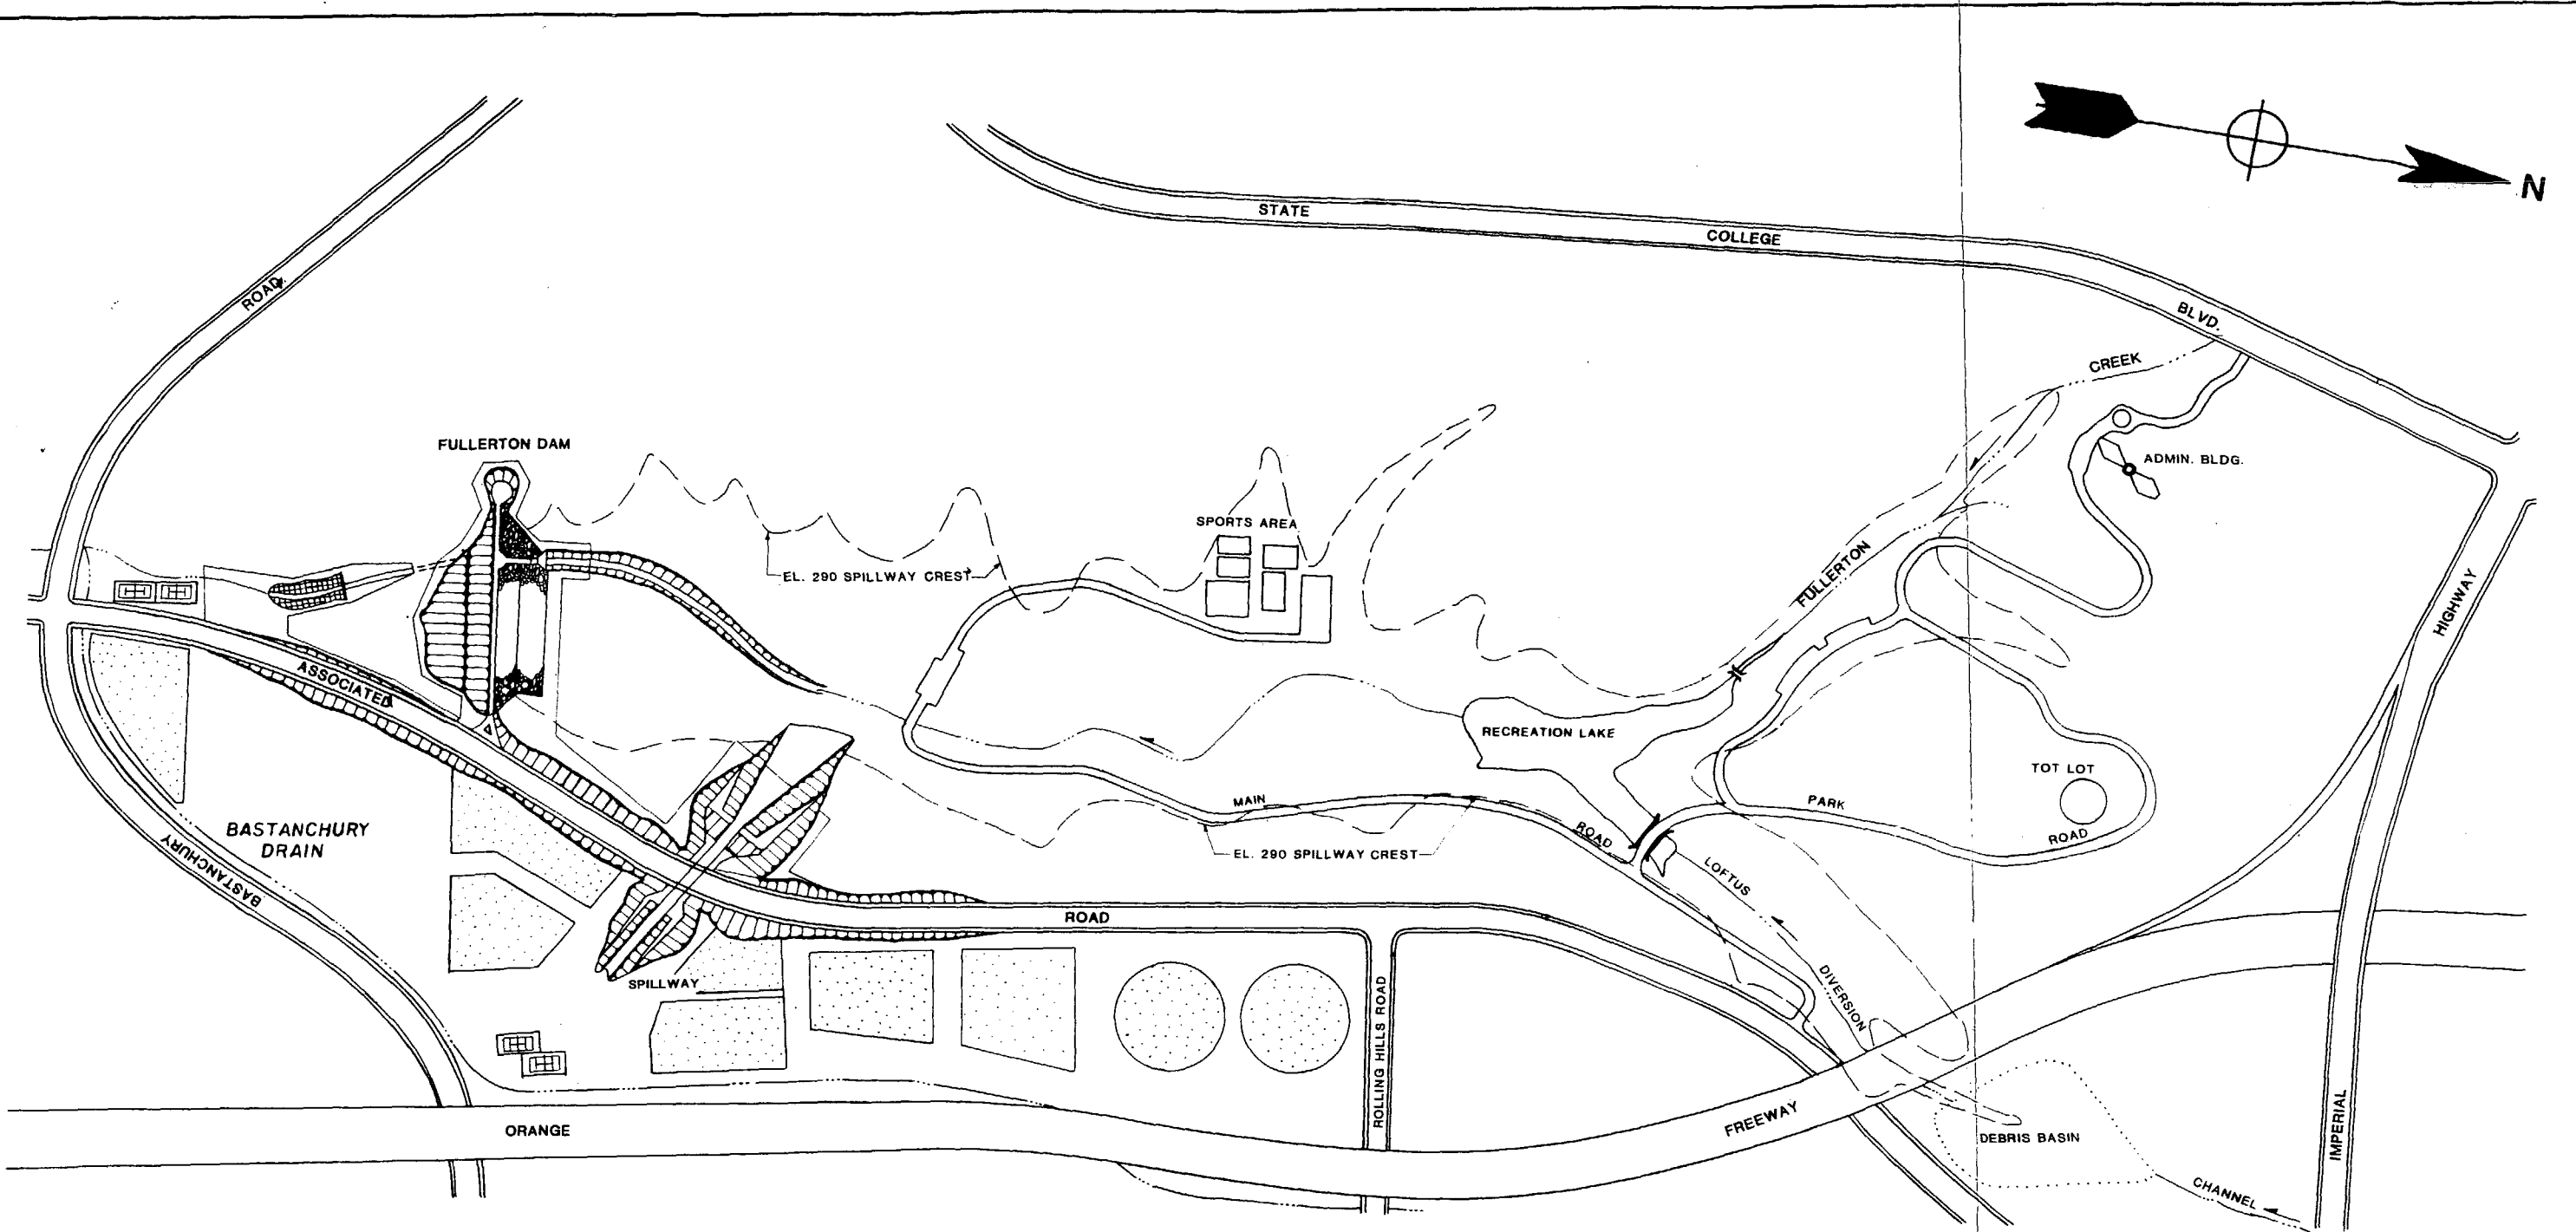 N
STATE
COLLEGE
BLVD.
ROAD
CREEK
FULLERTON DAM
ADMIN. BLDG.
SPORTS AREA
EL. 290 SPILLWAY CREST
FULLERTON
HIGHWAY
ASSOCIATED
RECREATION LAKE
TOT LOT
MAIN
PARK
ROAD
ROAD
BASTANCHURY
DRAIN
BASTANCHURY
EL. 290 SPILLWAY CREST
LOFTUS
ROAD
SPILLWAY
DIVERSION
ROLLING HILLS ROAD
ORANGE
FREEWAY
DEBRIS BASIN
IMPERIAL
CHANNEL